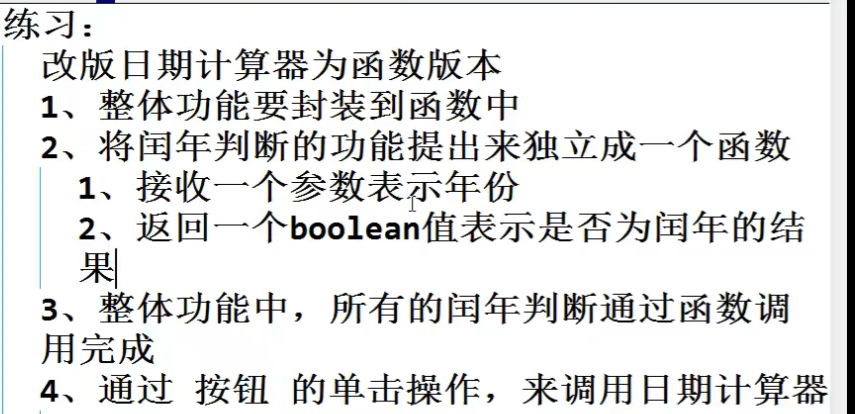 练习：
改版日期计算器为函数版本
1、整体功能要封装到函数中
2、将闰年判断的功能提出来独立成一个函数
1、接收一个参数表示年份
2、返回一个boolean值表示是否为闰年的结
果
3、整体功能中，所有的闰年判断通过函数调
用完成
4、通过 按钮 的单击操作，来调用日期计算器